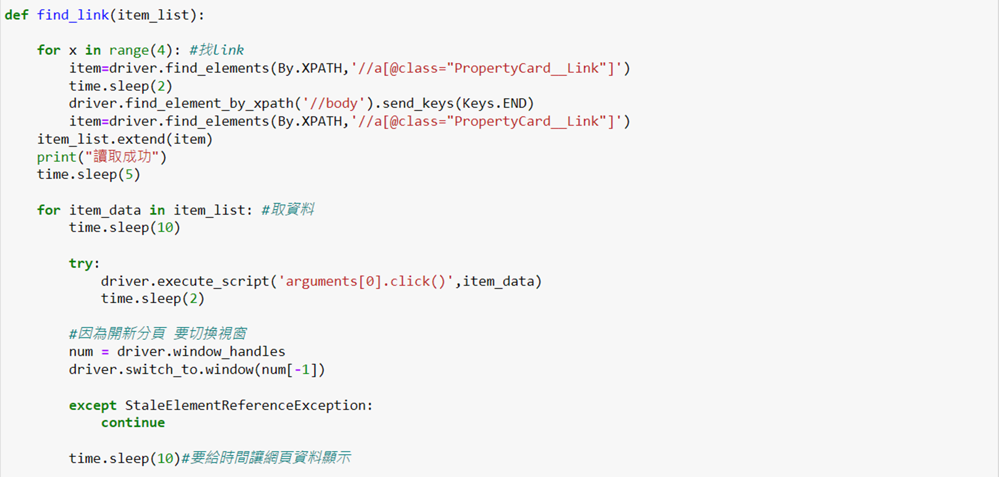 def find_link(item_list):
for x in range(4): #找link
item=driver.find_elements(By.XPATH,'//a[@class="PropertyCard__Link"]')
time.sleep(2)
driver.find_element_by_xpath('//body').send_keys(Keys.END)
item=driver.find_elements(By.XPATH,'//a[@class="PropertyCard__Link"]')
item_list.extend(item)
print("讀取成功")
time.sleep(5)
for item_data in item_list: #取資料
time.sleep(10)
try:
driver.execute_script('arguments[0].click()',item_data)
time.sleep(2)
#因為開新分頁 要切換視窗
num = driver.window_handles
driver.switch_to.window(num[-1])
except StaleElementReferenceException:
continue
time.sleep(10)#要給時間讓網頁資料顯示